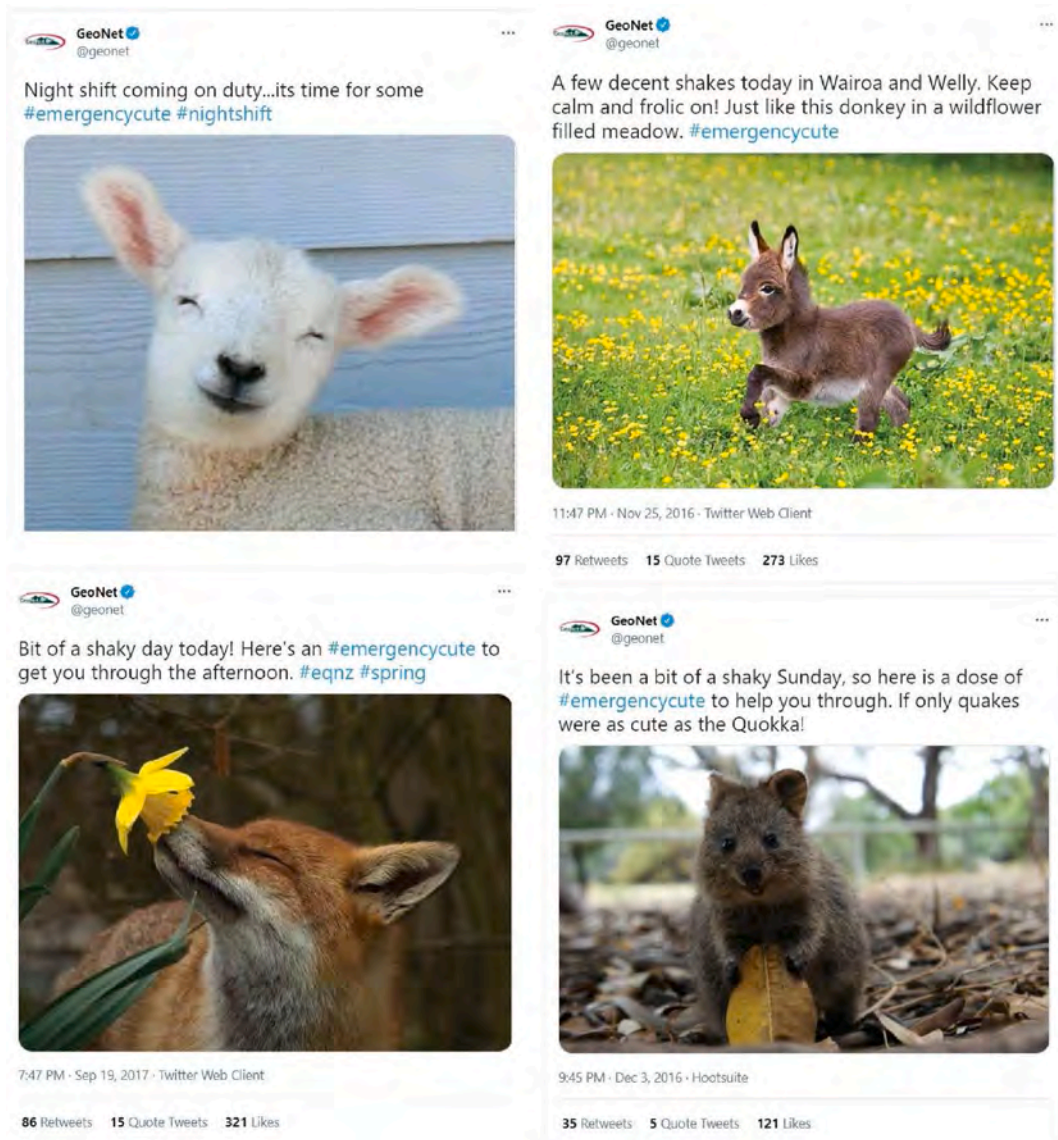 GeoNet
@geonet
Night shift coming on duty...its time for some
#emergencycute #nightshift
GeoNet
@geonet
A few decent shakes today in Wairoa and Welly. Keep
calm and frolic on! Just like this donkey in a wildflower
filled meadow. #emergencycute
11:47 PM · Nov 25, 2016 · Twitter Web Client
97 Retweets 15 Quote Tweets 273 Likes
GeoNet
@geonet
Bit of a shaky day today! Here's an #emergencycute to
get you through the afternoon. #eqnz #spring
7:47 PM · Sep 19, 2017 · Twitter Web Client
86 Retweets 15 Quote Tweets 321 Likes
GeoNet
@geonet
It's been a bit of a shaky Sunday, so here is a dose of
#emergencycute to help you through. If only quakes
were as cute as the Quokka!
9:45 PM · Dec 3, 2016 · Hootsuite
35 Retweets 5 Quote Tweets 121 Likes